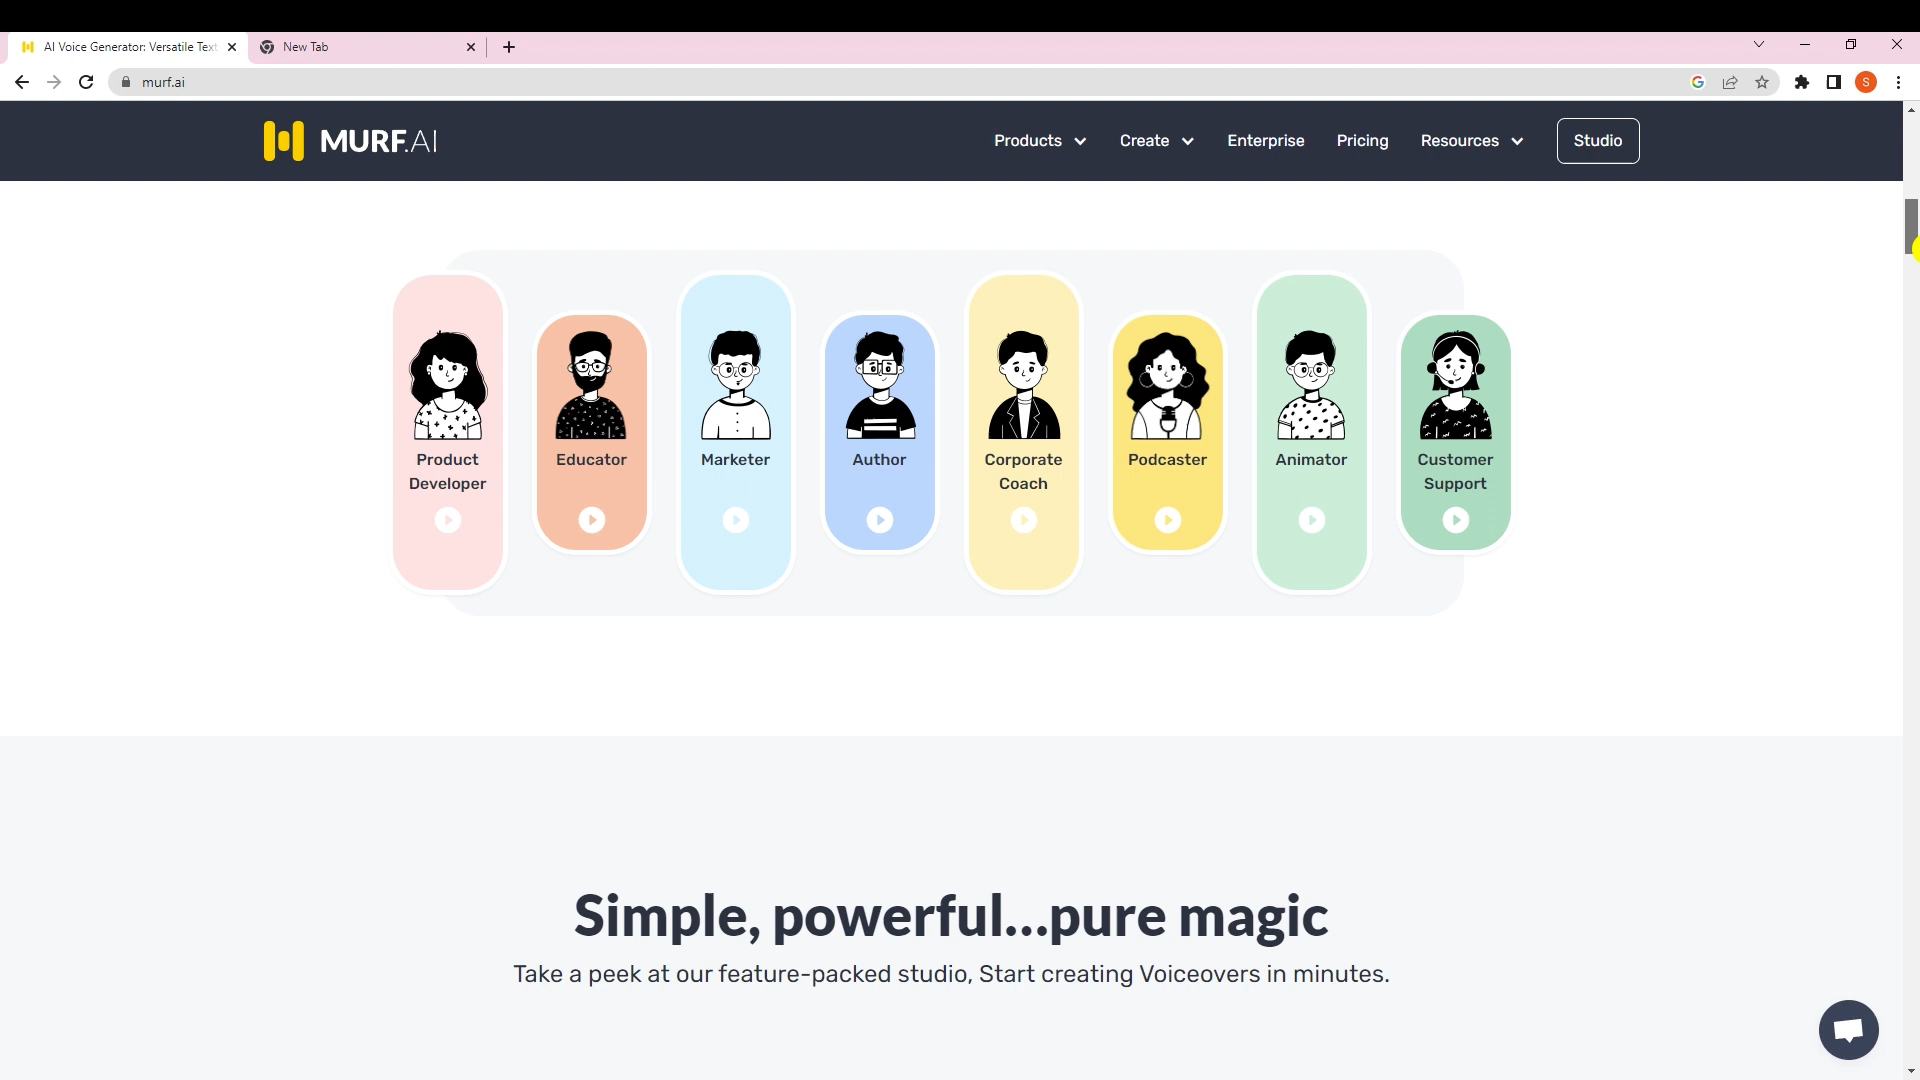 AI Voice Generator: Versatile Text
New Tab
murf.ai
S
MURF.AI
Products
Create
Enterprise
Pricing
Resources
Studio
Product
Developer
Educator
Marketer
Author
Corporate
Coach
Podcaster
Animator
Customer
Support
Simple, powerful...pure magic
Take a peek at our feature-packed studio, Start creating Voiceovers in minutes.